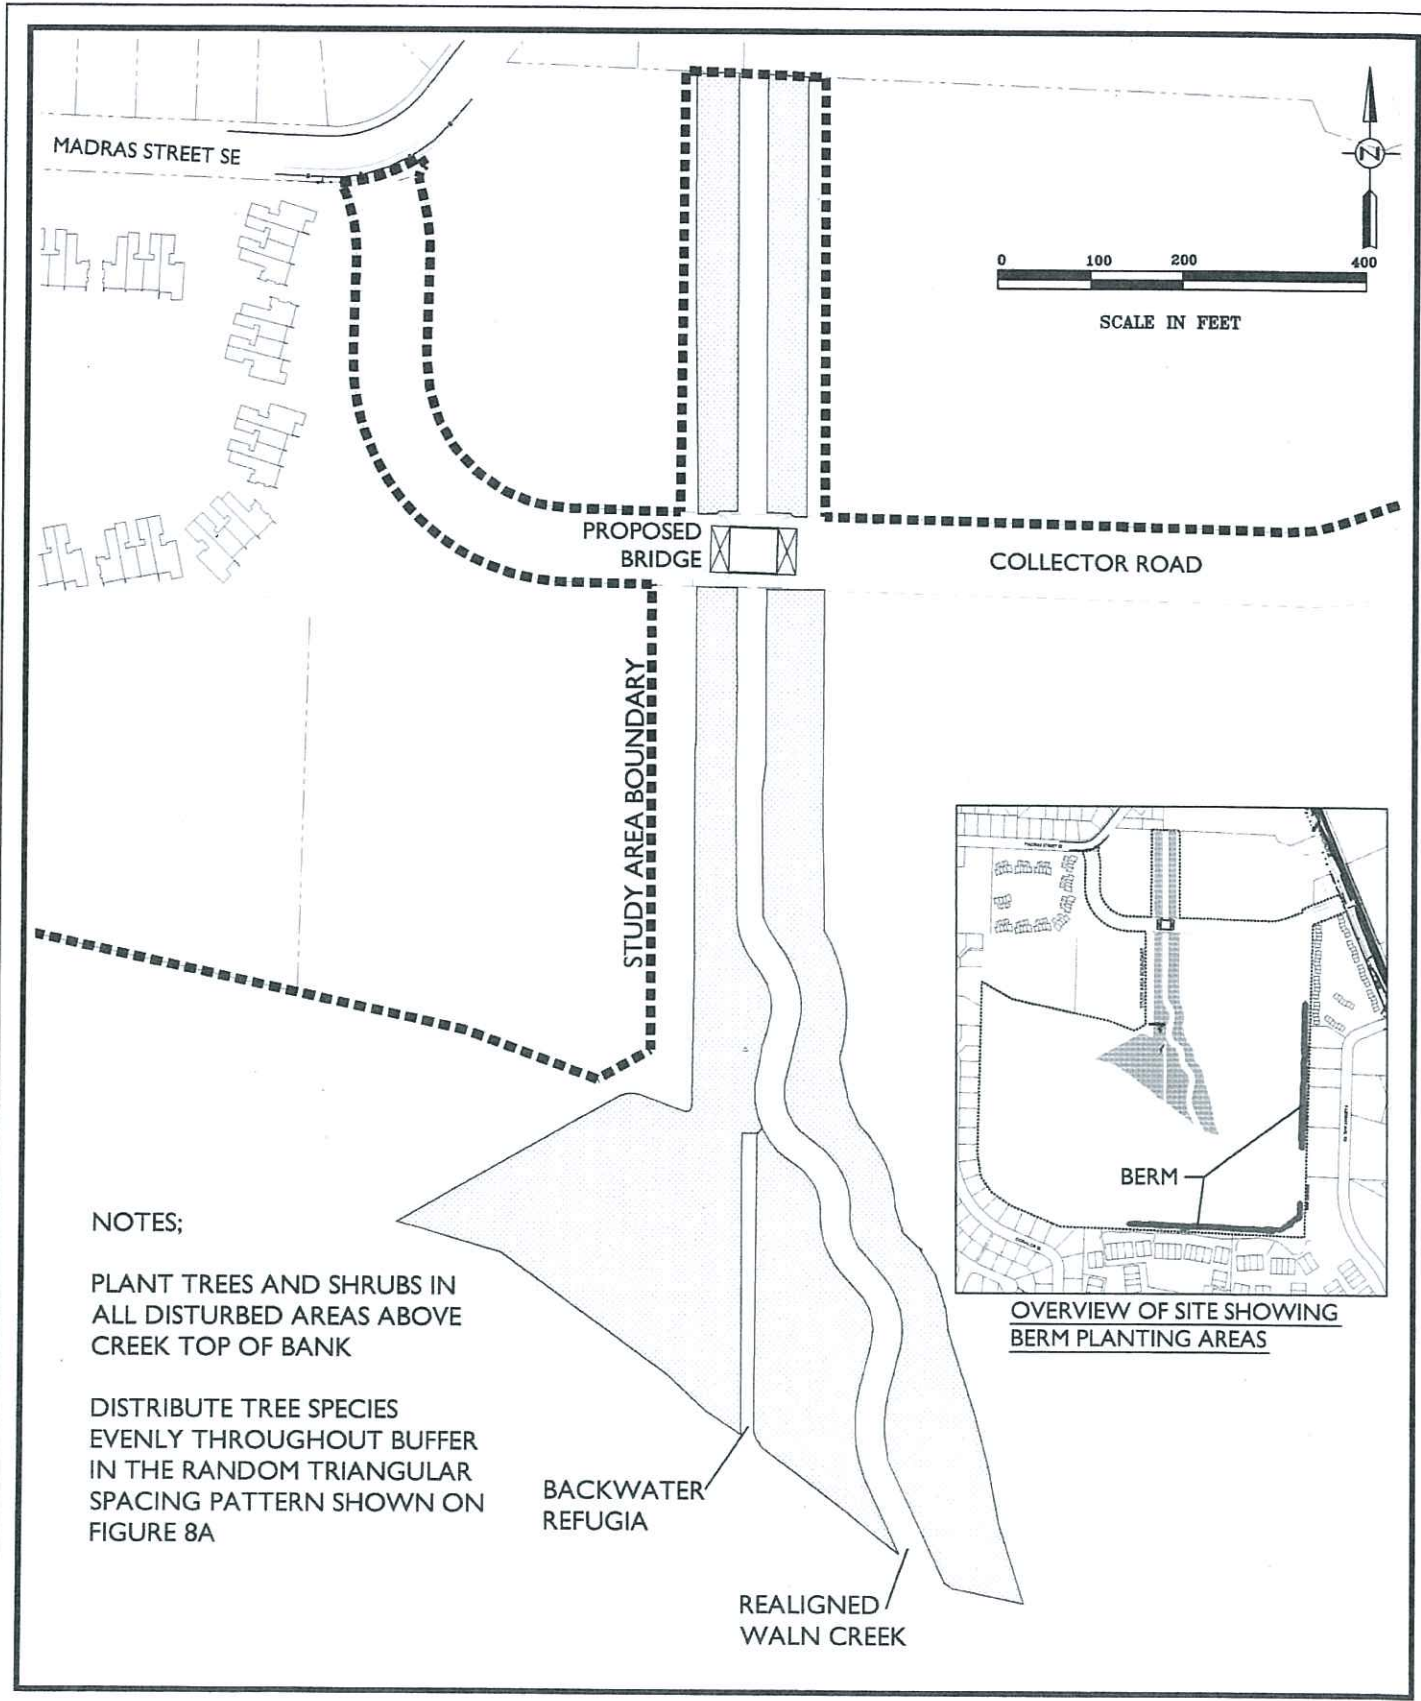 MADRAS STREET SE
N
0 100 200 400
SCALE IN FEET
PROPOSED
BRIDGE
COLLECTOR ROAD
STUDY AREA BOUNDARY
BERM
OVERVIEW OF SITE SHOWING
BERM PLANTING AREAS
NOTES;
PLANT TREES AND SHRUBS IN
ALL DISTURBED AREAS ABOVE
CREEK TOP OF BANK
DISTRIBUTE TREE SPECIES
EVENLY THROUGHOUT BUFFER
IN THE RANDOM TRIANGULAR
SPACING PATTERN SHOWN ON
FIGURE 8A
BACKWATER
REFUGIA
REALIGNED
WALN CREEK